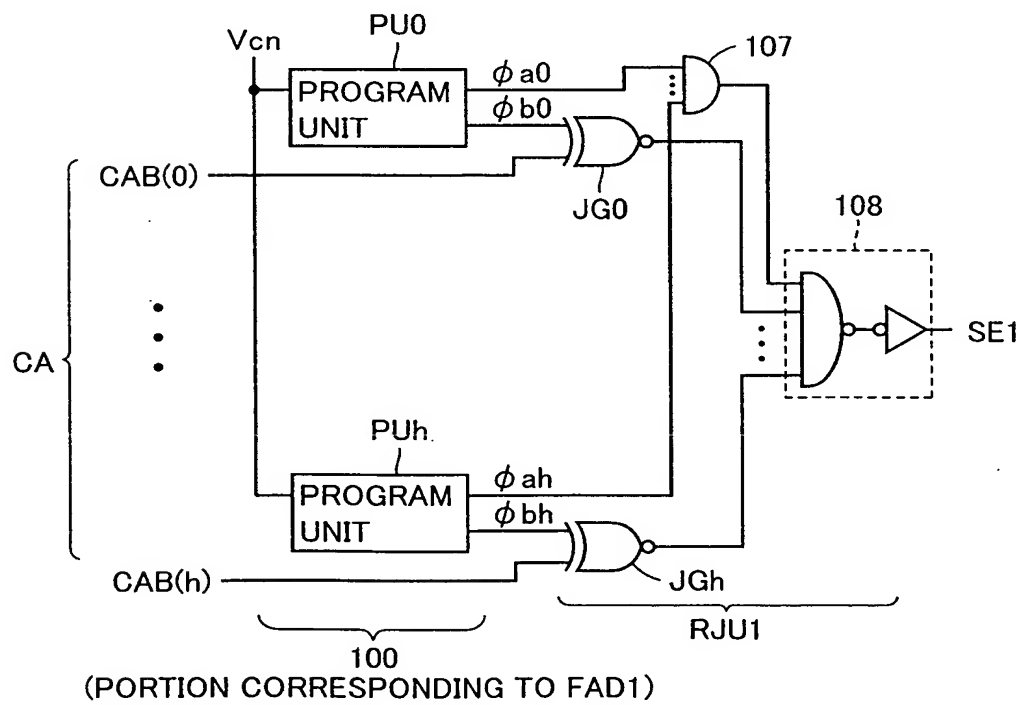 PU0
107
Vcn
PROGRAM
UNIT
φa0
φb0
CAB(0)
JG0
108
CA
SE1
PUh
PROGRAM
UNIT
φah
φbh
CAB(h)
JGh
RJU1
100
(PORTION CORRESPONDING TO FAD1)